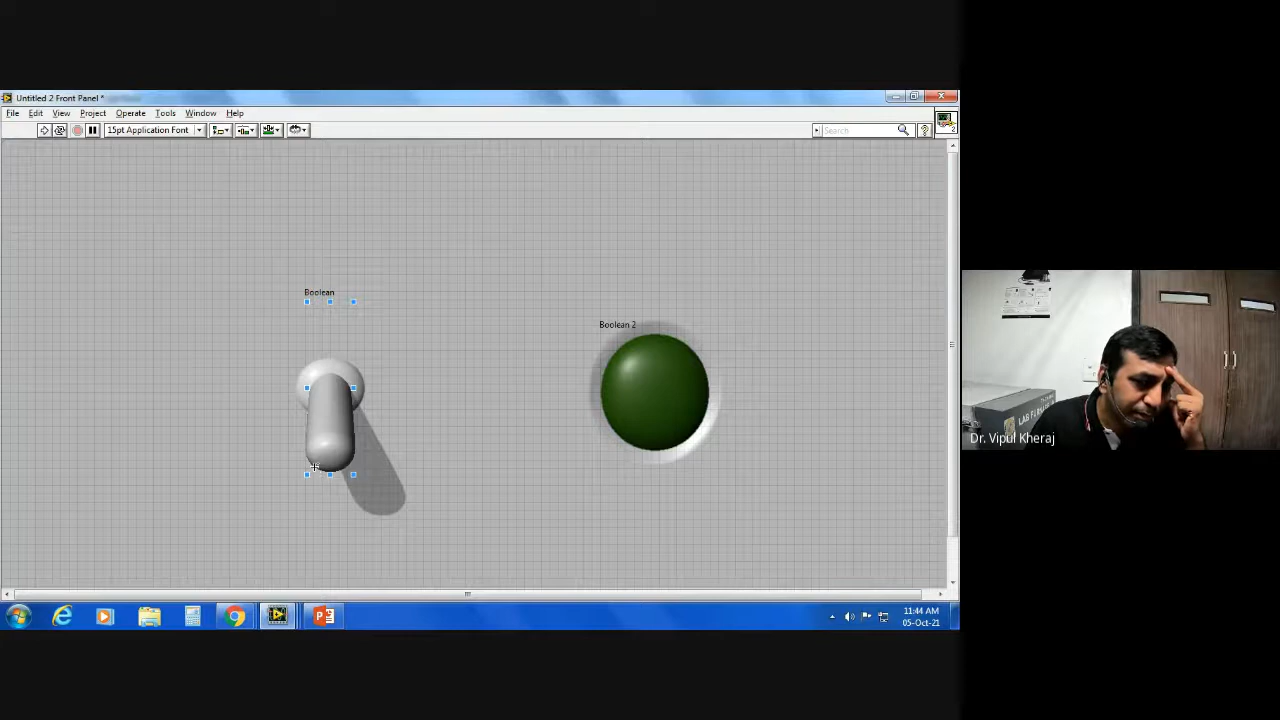 Untitled 2 Front Panel *
File Edit View Project Operate Tools Window Help
15pt Application Font
Search
?
2
Boolean
Boolean 2
Dr. Vipul Kheraj
11:44 AM
05-Oct-21